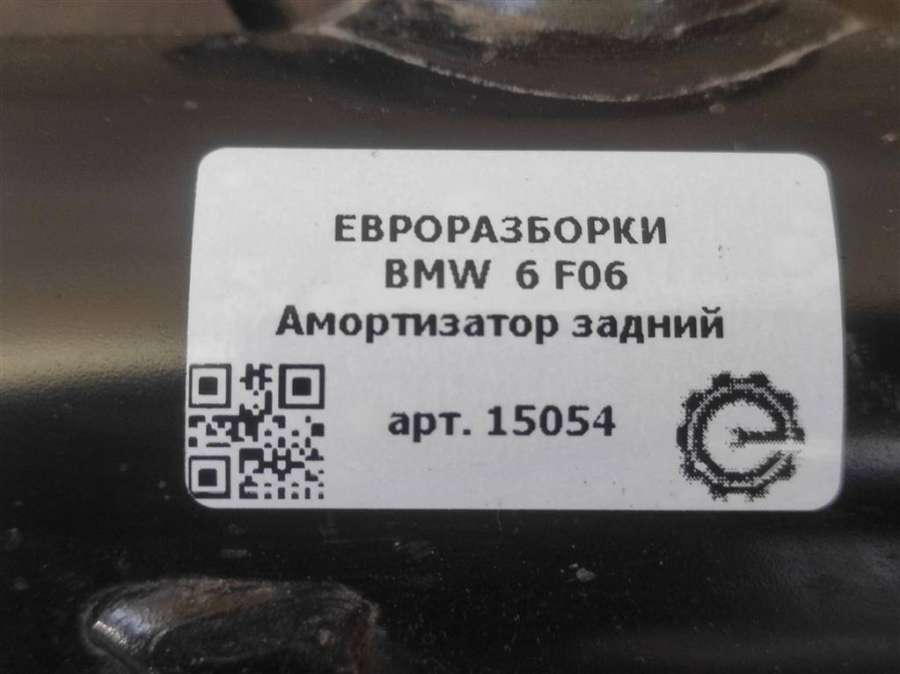 ЕВРОРАЗБОРКИ
BMW 6 F06
Амортизатор задний
арт. 15054